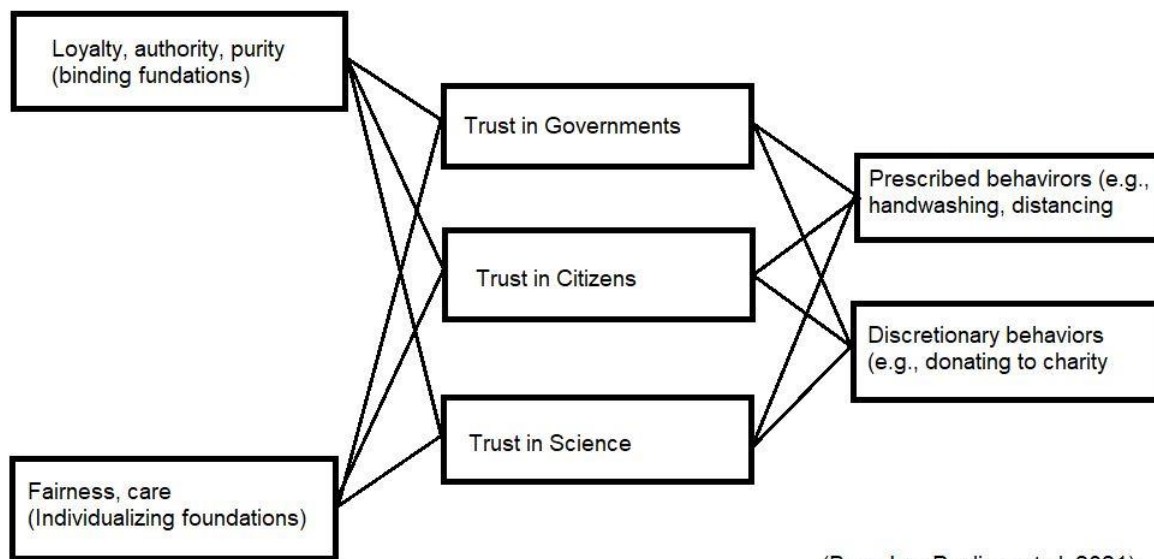 Loyalty, authority, purity
(binding fundations)
Trust in Governments
Prescribed behavirors (e.g.,
handwashing, distancing
Trust in Citizens
Discretionary behaviors
(e.g., donating to charity
Trust in Science
Fairness, care
(Individualizing foundations)